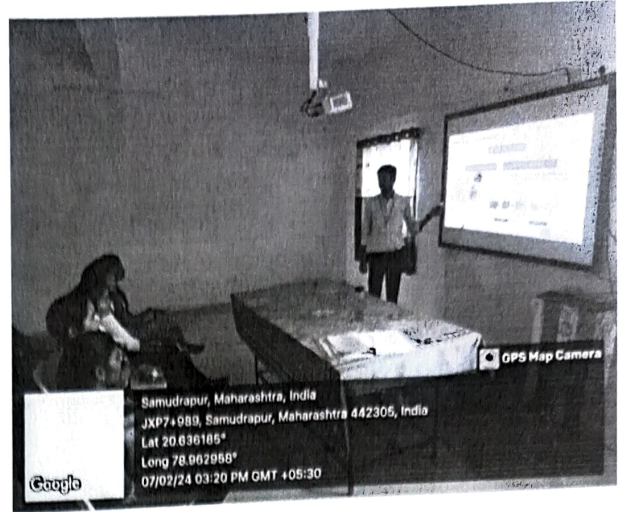 GPS Map Camera
Samudrapur, Maharashtra, India
JXP7+989, Samudrapur, Maharashtra 442305, India
Lat 20.636165°
Long 78.962958°
07/02/24 03:20 PM GMT +05:30
Google